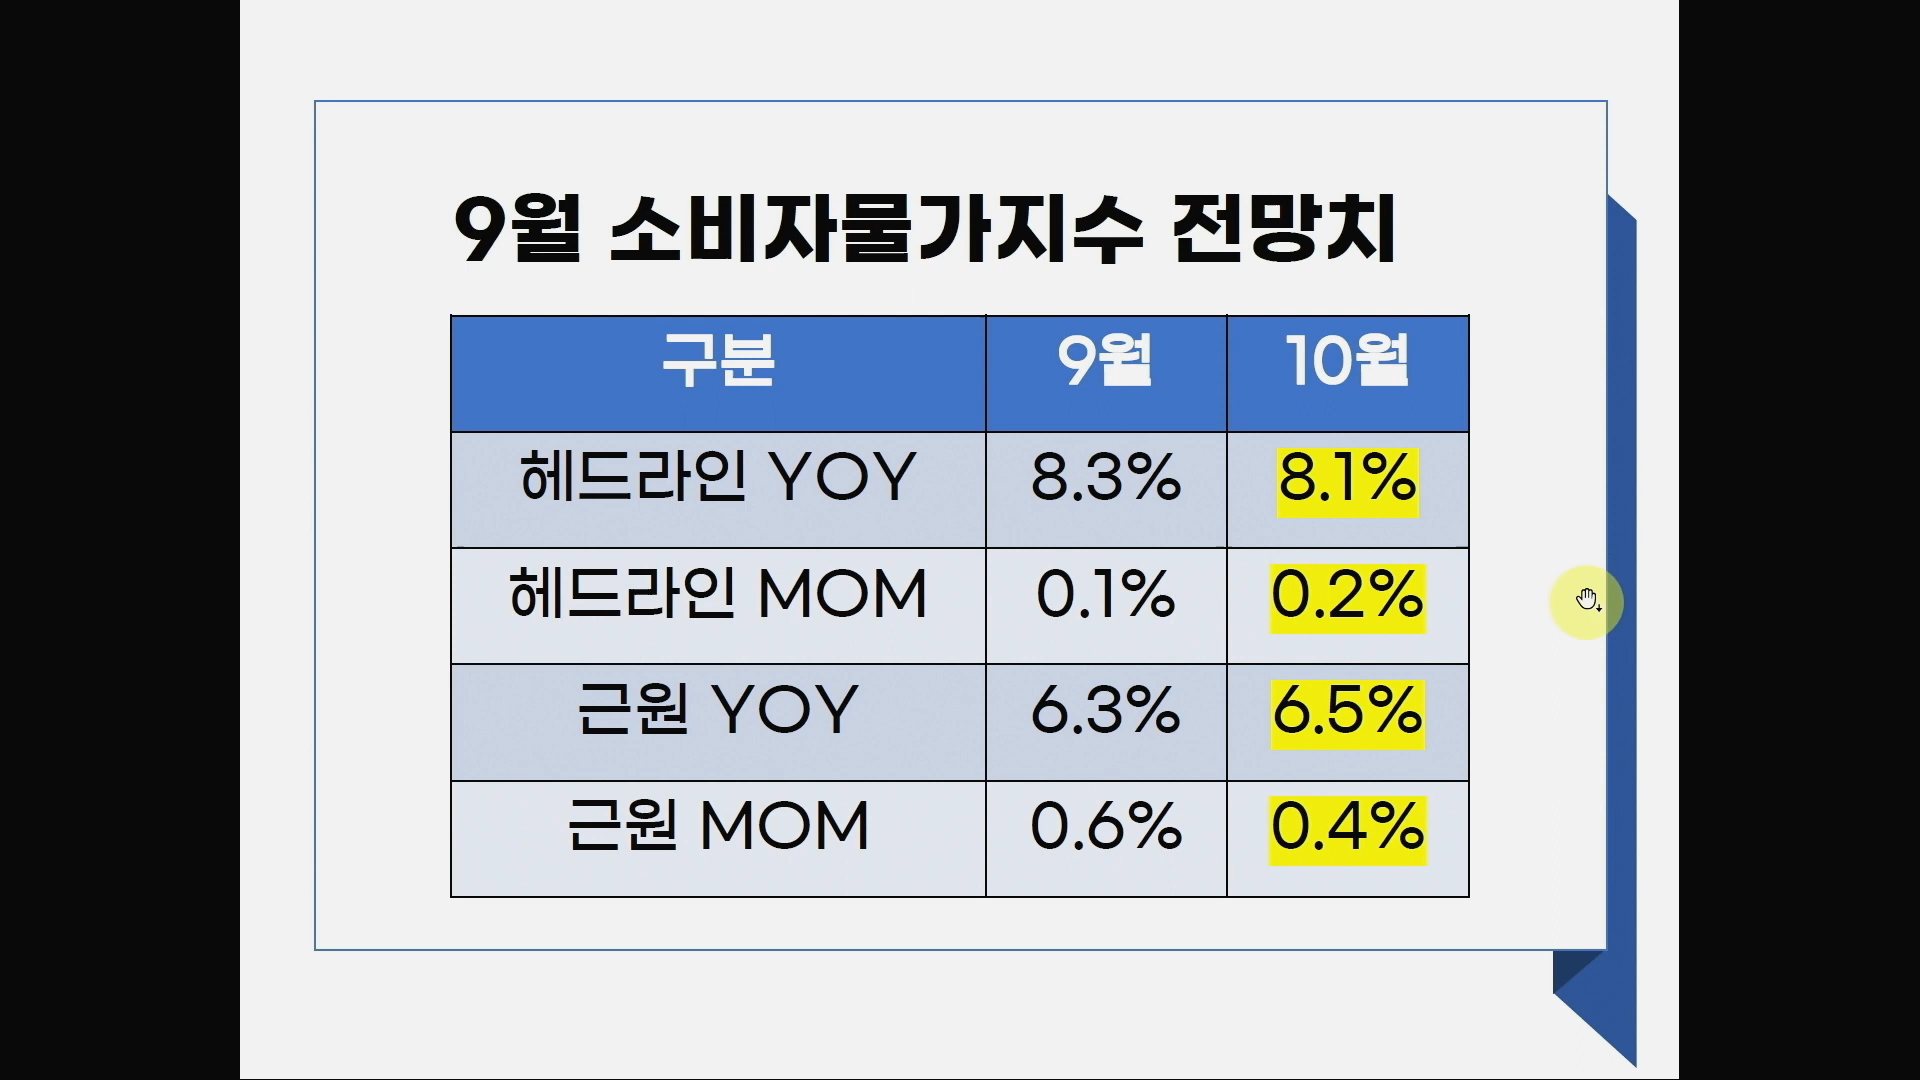 9월 소비자물가지수 전망치
구분 9월 10월
헤드라인 YOY 8.3% 8.1%
헤드라인 MOM 0.1% 0.2%
근원 YOY 6.3% 6.5%
근원 MOM 0.6% 0.4%